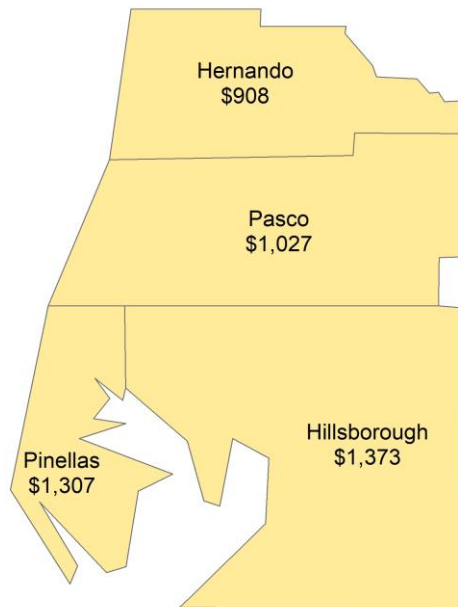 Hernando
$908
Pasco
$1,027
Hillsborough
$1,373
Pinellas
$1,307